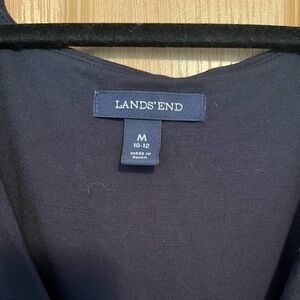 LANDS' END
M
10-12
MADE IN
CHINA